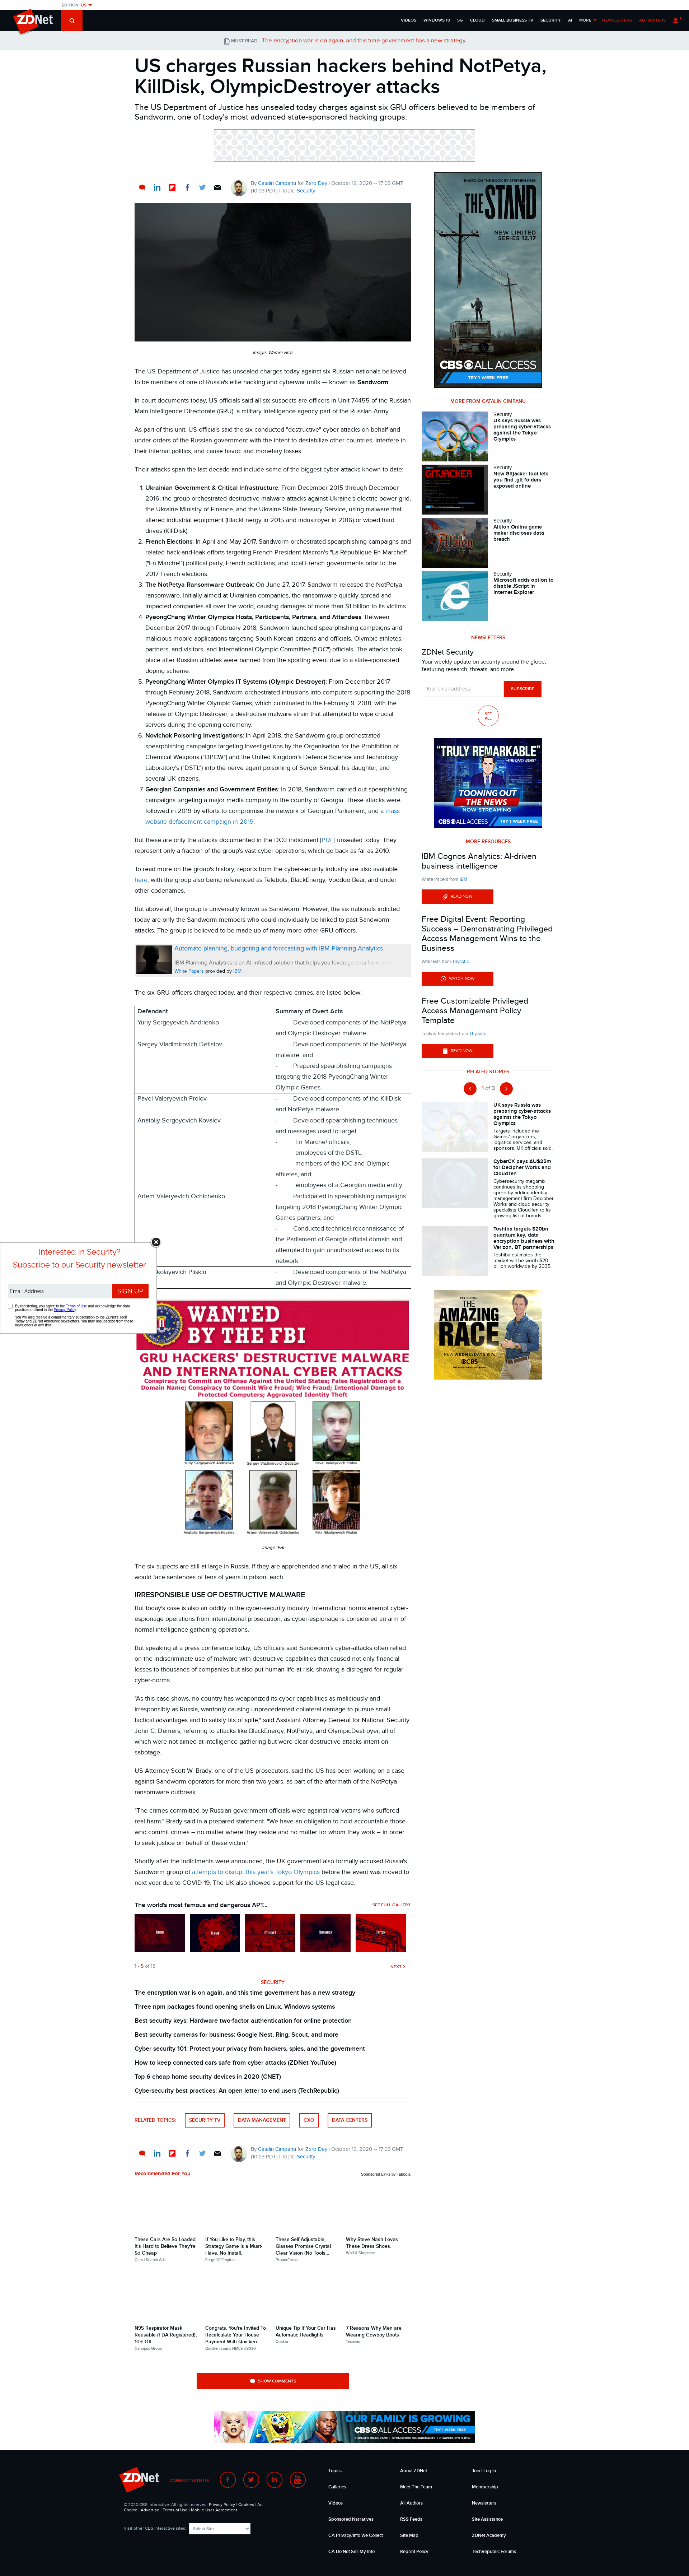 EDITION: US
ZDNet
VIDEOS WINDOWS 10 5G CLOUD SMALL BUSINESS TV SECURITY AI MORE NEWSLETTERS ALL WRITERS
MUST READ: The encryption war is on again, and this time government has a new strategy
US charges Russian hackers behind NotPetya,
KillDisk, OlympicDestroyer attacks
The US Department of Justice has unsealed today charges against six GRU officers believed to be members of
Sandworm, one of today's most advanced state-sponsored hacking groups.
By Catalin Cimpanu for Zero Day | October 19, 2020 -- 17:03 GMT
(10:03 PDT) | Topic: Security
Image: Warner Bros.
The US Department of Justice has unsealed charges today against six Russian nationals believed
to be members of one of Russia's elite hacking and cyberwar units — known as Sandworm.
In court documents today, US officials said all six suspects are officers in Unit 74455 of the Russian
Main Intelligence Directorate (GRU), a military intelligence agency part of the Russian Army.
As part of this unit, US officials said the six conducted "destructive" cyber-attacks on behalf and
under orders of the Russian government with the intent to destabilize other countries, interfere in
their internal politics, and cause havoc and monetary losses.
Their attacks span the last decade and include some of the biggest cyber-attacks known to date:
1. Ukrainian Government & Critical Infrastructure: From December 2015 through December
2016, the group orchestrated destructive malware attacks against Ukraine's electric power grid,
the Ukraine Ministry of Finance, and the Ukraine State Treasury Service, using malware that
altered industrial equipment (BlackEnergy in 2015 and Industroyer in 2016) or wiped hard
drives (KillDisk).
2. French Elections: In April and May 2017, Sandworm orchestrated spearphishing campaigns and
related hack-and-leak efforts targeting French President Macron's "La République En Marche!"
("En Marche!") political party, French politicians, and local French governments prior to the
2017 French elections.
3. The NotPetya Ransomware Outbreak: On June 27, 2017, Sandworm released the NotPetya
ransomware. Initially aimed at Ukrainian companies, the ransomware quickly spread and
impacted companies all over the world, causing damages of more than $1 billion to its victims.
4. PyeongChang Winter Olympics Hosts, Participants, Partners, and Attendees: Between
December 2017 through February 2018, Sandworm launched spearphishing campaigns and
malicious mobile applications targeting South Korean citizens and officials, Olympic athletes,
partners, and visitors, and International Olympic Committee ("IOC") officials. The attacks took
place after Russian athletes were banned from the sporting event due to a state-sponsored
doping scheme.
5. PyeongChang Winter Olympics IT Systems (Olympic Destroyer): From December 2017
through February 2018, Sandworm orchestrated intrusions into computers supporting the 2018
PyeongChang Winter Olympic Games, which culminated in the February 9, 2018, with the
release of Olympic Destroyer, a destructive malware strain that attempted to wipe crucial
servers during the opening ceremony.
6. Novichok Poisoning Investigations: In April 2018, the Sandworm group orchestrated
spearphishing campaigns targeting investigations by the Organisation for the Prohibition of
Chemical Weapons ("OPCW") and the United Kingdom's Defence Science and Technology
Laboratory's ("DSTL") into the nerve agent poisoning of Sergei Skripal, his daughter, and
several UK citizens.
7. Georgian Companies and Government Entities: In 2018, Sandworm carried out spearphising
campaigns targeting a major media company in the country of Georgia. These attacks were
followed in 2019 by efforts to compromise the network of Georgian Parliament, and a mass
website defacement campaign in 2019.
But these are only the attacks documented in the DOJ indictment [PDF] unsealed today. They
represent only a fraction of the group's vast cyber-operations, which go back as far as 2010.
To read more of the group's history, reports from the cyber-security industry are also available
here, with the group also being referenced as Telebots, BlackEnergy, Voodoo Bear, and under
other codenames.
But above all, the group is universally known as Sandworm. The six nationals indicted today
are only the Sandworm members who could individually be linked to past Sandworm
attacks. The group is believed to be made up of many more other GRU officers.
Automate planning, budgeting and forecasting with IBM Planning Analytics
IBM Planning Analytics is an AI-infused solution that helps you leverage data from across
White Papers provided by IBM
The six GRU officers charged today, and their respective crimes, are listed below:
Defendant Summary of Overt Acts
Yuriy Sergeyevich Andrienko · Developed components of the NotPetya
and Olympic Destroyer malware.
Sergey Vladimirovich Detistov · Developed components of the NotPetya
malware; and
· Prepared spearphishing campaigns
targeting the 2018 PyeongChang Winter
Olympic Games.
Pavel Valeryevich Frolov · Developed components of the KillDisk
and NotPetya malware.
Anatoliy Sergeyevich Kovalev · Developed spearphishing techniques
and messages used to target:
- En Marche! officials;
- employees of the DSTL;
- members of the IOC and Olympic
athletes; and
- employees of a Georgian media entity.
Artem Valeryevich Ochichenko · Participated in spearphishing campaigns
targeting 2018 PyeongChang Winter Olympic
Games partners; and
· Conducted technical reconnaissance of
the Parliament of Georgia official domain and
attempted to gain unauthorized access to its
network.
kolayevich Pliskin · Developed components of the NotPetya
and Olympic Destroyer malware.
WANTED
BY THE FBI
GRU HACKERS' DESTRUCTIVE MALWARE
AND INTERNATIONAL CYBER ATTACKS
Conspiracy to Commit an Offense Against the United States; False Registration of a
Domain Name; Conspiracy to Commit Wire Fraud; Wire Fraud; Intentional Damage to
Protected Computers; Aggravated Identity Theft
Yuriy Sergeyevich Andrienko Sergey Vladimirovich Detistov Pavel Valeryevich Frolov
Anatoliy Sergeyevich Kovalev Artem Valeryevich Ochichenko Petr Nikolayevich Pliskin
Image: FBI
The six supects are still at large in Russia. If they are apprehended and trialed in the US, all six
would face sentences of tens of years in prison, each.
IRRESPONSIBLE USE OF DESTRUCTIVE MALWARE
But today's case is also an oddity in the cyber-security industry. International norms exempt cyber-
espionage operations from international prosecution, as cyber-espionage is considered an arm of
normal intelligence gathering operations.
But speaking at a press conference today, US officials said Sandworm's cyber-attacks often relied
on the indiscriminate use of malware with destructive capabilities that caused not only financial
losses to thousands of companies but also put human life at risk, showing a disregard for regular
cyber-norms.
"As this case shows, no country has weaponized its cyber capabilities as maliciously and
irresponsibly as Russia, wantonly causing unprecedented collateral damage to pursue small
tactical advantages and to satisfy fits of spite," said Assistant Attorney General for National Security
John C. Demers, referring to attacks like BlackEnergy, NotPetya, and OlympicDestroyer, all of
which were not aimed at intelligence gathering but were clear destructive attacks intent on
sabotage.
US Attorney Scott W. Brady, one of the US prosecutors, said the US has been working on a case
against Sandworm operators for more than two years, as part of the aftermath of the NotPetya
ransomware outbreak.
"The crimes committed by Russian government officials were against real victims who suffered
real harm," Brady said in a prepared statement. "We have an obligation to hold accountable those
who commit crimes – no matter where they reside and no matter for whom they work – in order
to seek justice on behalf of these victim."
Shortly after the indictments were announced, the UK government also formally accused Russia's
Sandworm group of attempts to disrupt this year's Tokyo Olympics before the event was moved to
next year due to COVID-19. The UK also showed support for the US legal case.
The world's most famous and dangerous APT... SEE FULL GALLERY
1 - 5 of 18 NEXT >
SECURITY
The encryption war is on again, and this time government has a new strategy
Three npm packages found opening shells on Linux, Windows systems
Best security keys: Hardware two-factor authentication for online protection
Best security cameras for business: Google Nest, Ring, Scout, and more
Cyber security 101: Protect your privacy from hackers, spies, and the government
How to keep connected cars safe from cyber attacks (ZDNet YouTube)
Top 6 cheap home security devices in 2020 (CNET)
Cybersecurity best practices: An open letter to end users (TechRepublic)
RELATED TOPICS: SECURITY TV DATA MANAGEMENT CXO DATA CENTERS
By Catalin Cimpanu for Zero Day | October 19, 2020 -- 17:03 GMT
(10:03 PDT) | Topic: Security
Recommended For You Sponsored Links by Taboola
These Cars Are So Loaded
It's Hard to Believe They're
So Cheap
Cars | Search Ads
If You Like to Play, this
Strategy Game is a Must-
Have. No Install.
Forge Of Empires
These Self Adjustable
Glasses Promise Crystal
Clear Vision (No Tools...
ProperFocus
Why Steve Nash Loves
These Dress Shoes.
Wolf & Shepherd
N95 Respirator Mask
Reusable (FDA Registered),
10% Off
Canopus Group
Congrats, You're Invited To
Recalculate Your House
Payment With Quicken...
Quicken Loans NMLS #3030
Unique Tip If Your Car Has
Automatic Headlights
7 Reasons Why Men are
Wearing Cowboy Boots
Tecovas
SHOW COMMENTS
BASED ON THE BOOK BY STEPHEN KING
THE STAND
NEW LIMITED
SERIES 12.17
CBS ALL ACCESS
TRY 1 WEEK FREE
MORE FROM CATALIN CIMPANU
Security
UK says Russia was
preparing cyber-attacks
against the Tokyo
Olympics
Security
New Gitjacker tool lets
you find .git folders
exposed online
GITJACKER
Security
Albion Online game
maker discloses data
breach
Albion
Security
Microsoft adds option to
disable JScript in
Internet Explorer
NEWSLETTERS
ZDNet Security
Your weekly update on security around the globe,
featuring research, threats, and more.
Your email address SUBSCRIBE
SEE
ALL
"TRULY REMARKABLE"
-THE DAILY BEAST
TOONING OUT
THE NEWS
NOW STREAMING
CBS ALL ACCESS TRY 1 WEEK FREE
MORE RESOURCES
IBM Cognos Analytics: AI-driven
business intelligence
White Papers from IBM
READ NOW
Free Digital Event: Reporting
Success – Demonstrating Privileged
Access Management Wins to the
Business
Webcasts from Thycotic
WATCH NOW
Free Customizable Privileged
Access Management Policy
Template
Tools & Templates from Thycotic
READ NOW
RELATED STORIES
1 of 3
UK says Russia was
preparing cyber-attacks
against the Tokyo
Olympics
Targets included the
Games' organizers,
logistics services, and
sponsors, UK officials said.
CyberCX pays AU$25m
for Decipher Works and
CloudTen
Cybersecurity megamix
continues its shopping
spree by adding identity
management firm Decipher
Works and cloud security
specialists CloudTen to its
growing list of brands ...
Toshiba targets $20bn
quantum key, data
encryption business with
Verizon, BT partnerships
Toshiba estimates the
market will be worth $20
billion worldwide by 2035.
THE
AMAZING
RACE
NEW WEDNESDAYS 9/8c
CBS
Interested in Security?
Subscribe to our Security newsletter
Email Address SIGN UP
By registering, you agree to the Terms of Use and acknowledge the data
practices outlined in the Privacy Policy.
You will also receive a complimentary subscription to the ZDNet's Tech
Today and ZDNet Announce newsletters. You may unsubscribe from these
newsletters at any time.
OUR FAMILY IS GROWING
CBS ALL ACCESS TRY 1 WEEK FREE
ZDNet
CONNECT WITH US
© 2020 CBS Interactive. All rights reserved. Privacy Policy | Cookies | Ad
Choice | Advertise | Terms of Use | Mobile User Agreement
Visit other CBS Interactive sites: Select Site
Topics
Galleries
Videos
Sponsored Narratives
CA Privacy/Info We Collect
CA Do Not Sell My Info
About ZDNet
Meet The Team
All Authors
RSS Feeds
Site Map
Reprint Policy
Join | Log In
Membership
Newsletters
Site Assistance
ZDNet Academy
TechRepublic Forums